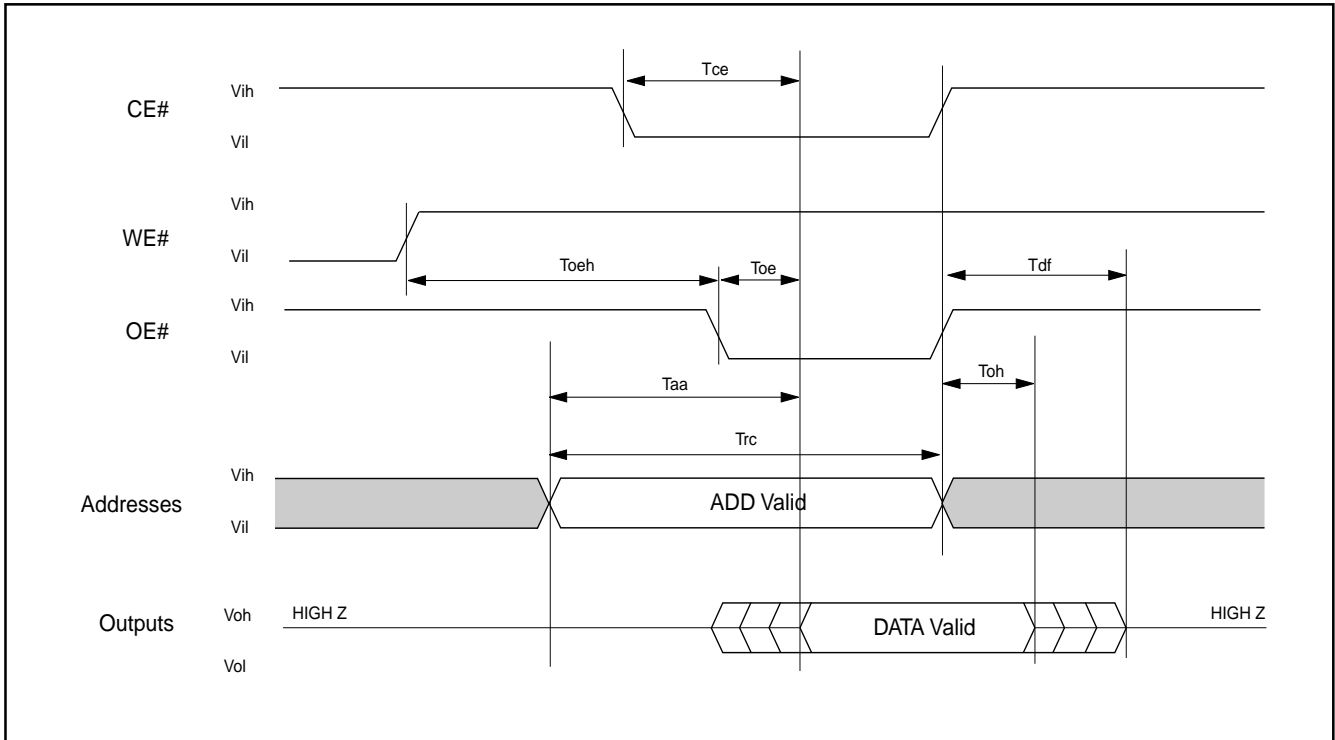 Tce
CE#
Vih
Vil
WE#
Vih
Vil
Toeh
Toe
Tdf
OE#
Vih
Vil
Taa
Toh
Trc
Addresses
Vih
Vil
ADD Valid
Outputs
Voh
Vol
HIGH Z
DATA Valid
HIGH Z